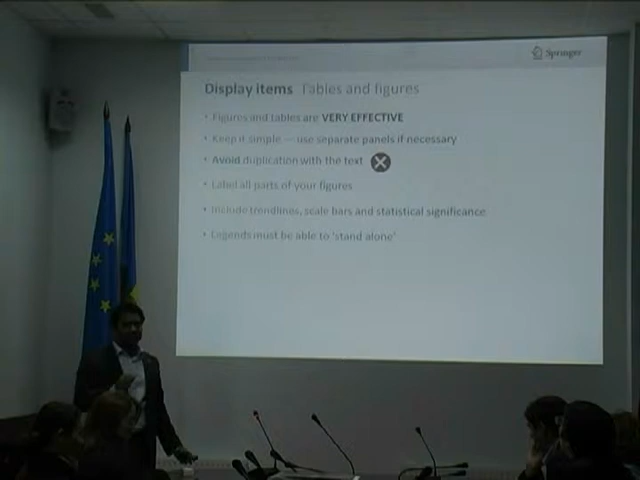 Springer
Display items Tables and figures
• Figures and tables are VERY EFFECTIVE
• Keep it simple — use separate panels if necessary
• Avoid duplication with the text
• Label all parts of your figures
• Include trendlines, scale bars and statistical significance
• Legends must be able to 'stand alone'